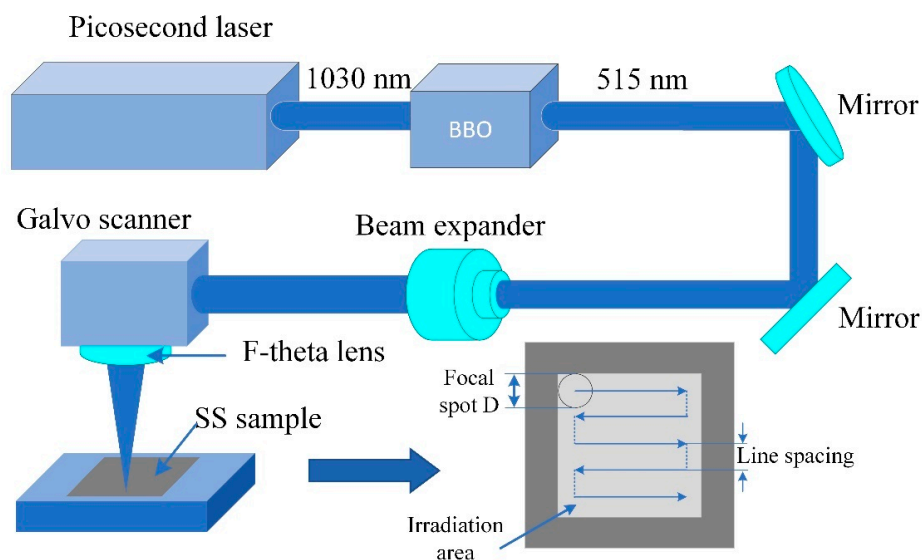 Picosecond laser
1030 nm
515 nm
BBO
Mirror
Galvo scanner
Beam expander
Mirror
F-theta lens
Focal
spot D
SS sample
Line spacing
Irradiation
area